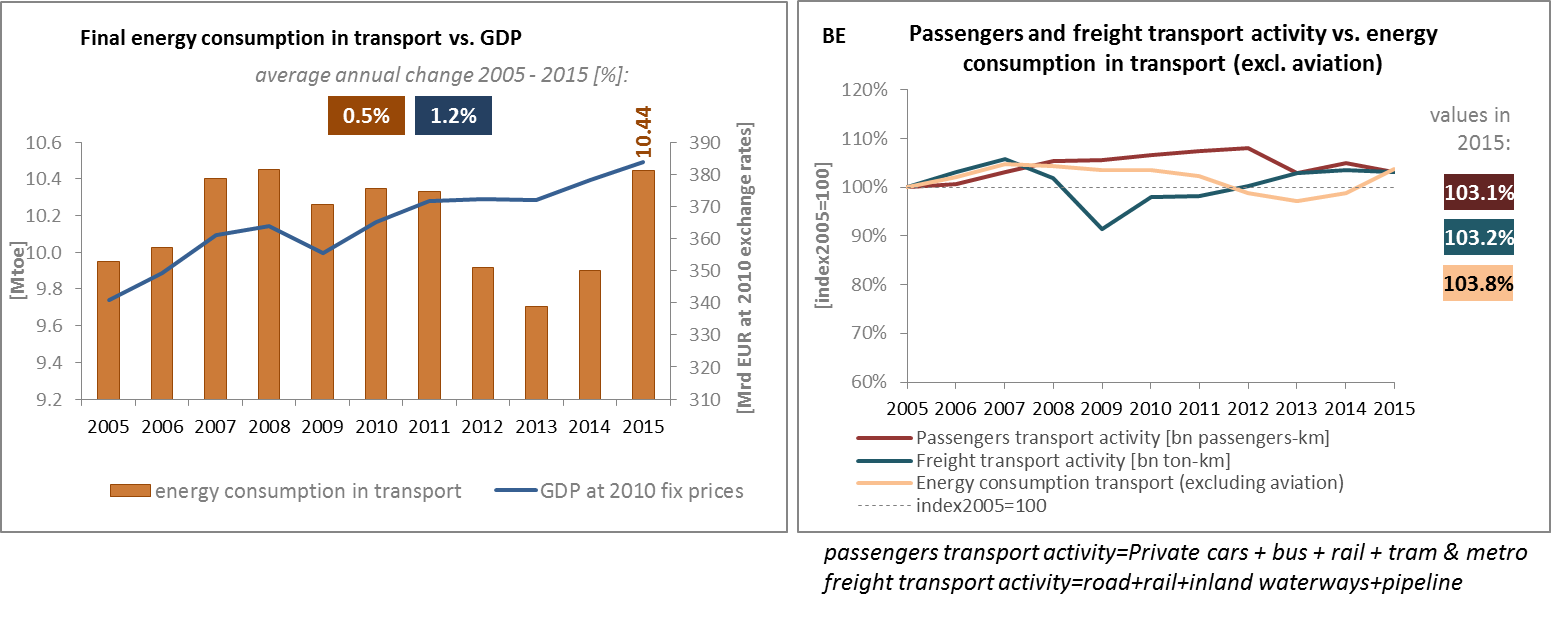 Final energy consumption in transport vs. GDP
average annual change 2005 - 2015 [%]:
0.5%
1.2%
10.44
10.6
10.4
10.2
10.0
9.8
9.6
9.4
9.2
[Mtoe]
390
380
370
360
350
340
330
320
310
[Mrd EUR at 2010 exchange rates]
2005 2006 2007 2008 2009 2010 2011 2012 2013 2014 2015
energy consumption in transport
GDP at 2010 fix prices
BE
Passengers and freight transport activity vs. energy
consumption in transport (excl. aviation)
120%
110%
100%
90%
80%
70%
60%
[index2005=100]
values in
2015:
103.1%
103.2%
103.8%
2005 2006 2007 2008 2009 2010 2011 2012 2013 2014 2015
Passengers transport activity [bn passengers-km]
Freight transport activity [bn ton-km]
Energy consumption transport (excluding aviation)
index2005=100
passengers transport activity=Private cars + bus + rail + tram & metro
freight transport activity=road+rail+inland waterways+pipeline